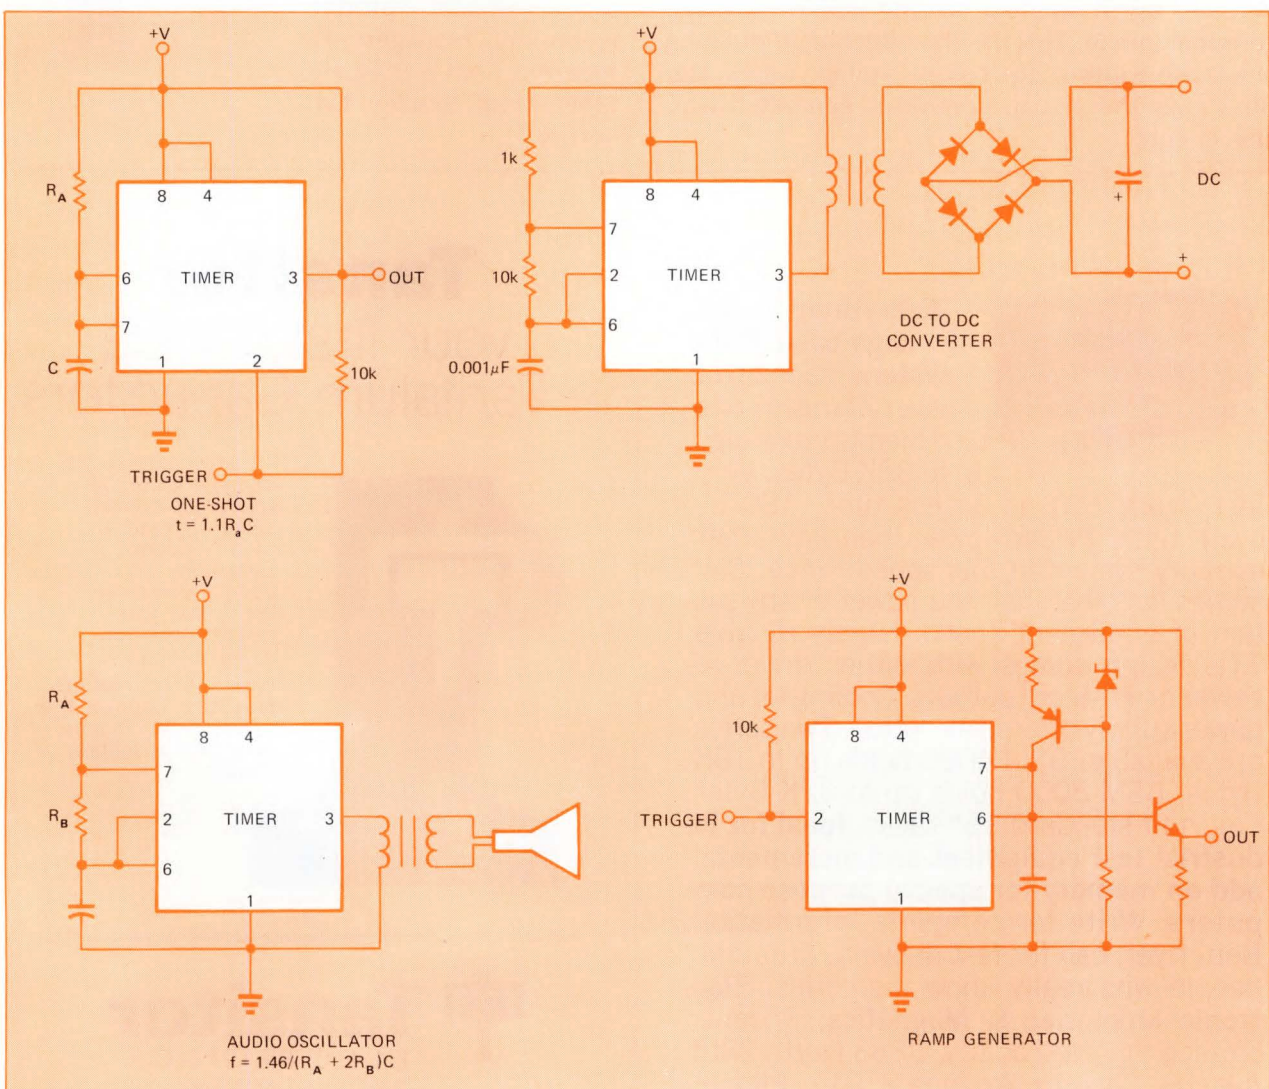 +V
R_A
8 4
6 TIMER 3 OUT
7
C
1 2
10k
TRIGGER
ONE-SHOT
t = 1.1R_aC
+V
1k
8 4
7
10k
2 TIMER 3
6
0.001μF
1
DC
+
+
DC TO DC
CONVERTER
+V
R_A
8 4
7
R_B
2 TIMER 3
6
1
AUDIO OSCILLATOR
f = 1.46/(R_A + 2R_B)C
+V
10k
8 4
7
TRIGGER
2 TIMER 6
OUT
1
RAMP GENERATOR